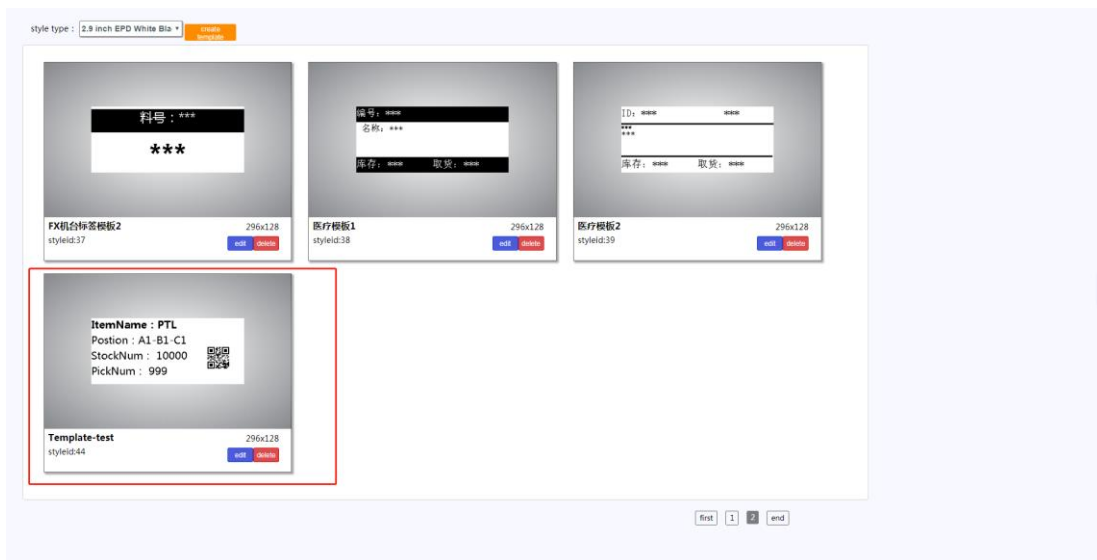 style type : 2.9 inch EPD White Bla
create
template
料号 : ***
***
FX机台标签模板2 296x128
styleid:37 edit delete
编号: ***
名称: ***
库存: *** 取货: ***
医疗模板1 296x128
styleid:38 edit delete
ID: *** ***
***
***
库存: *** 取货: ***
医疗模板2 296x128
styleid:39 edit delete
ItemName : PTL
Postion : A1-B1-C1
StockNum : 10000
PickNum : 999
Template-test 296x128
styleid:44 edit delete
first 1 2 end